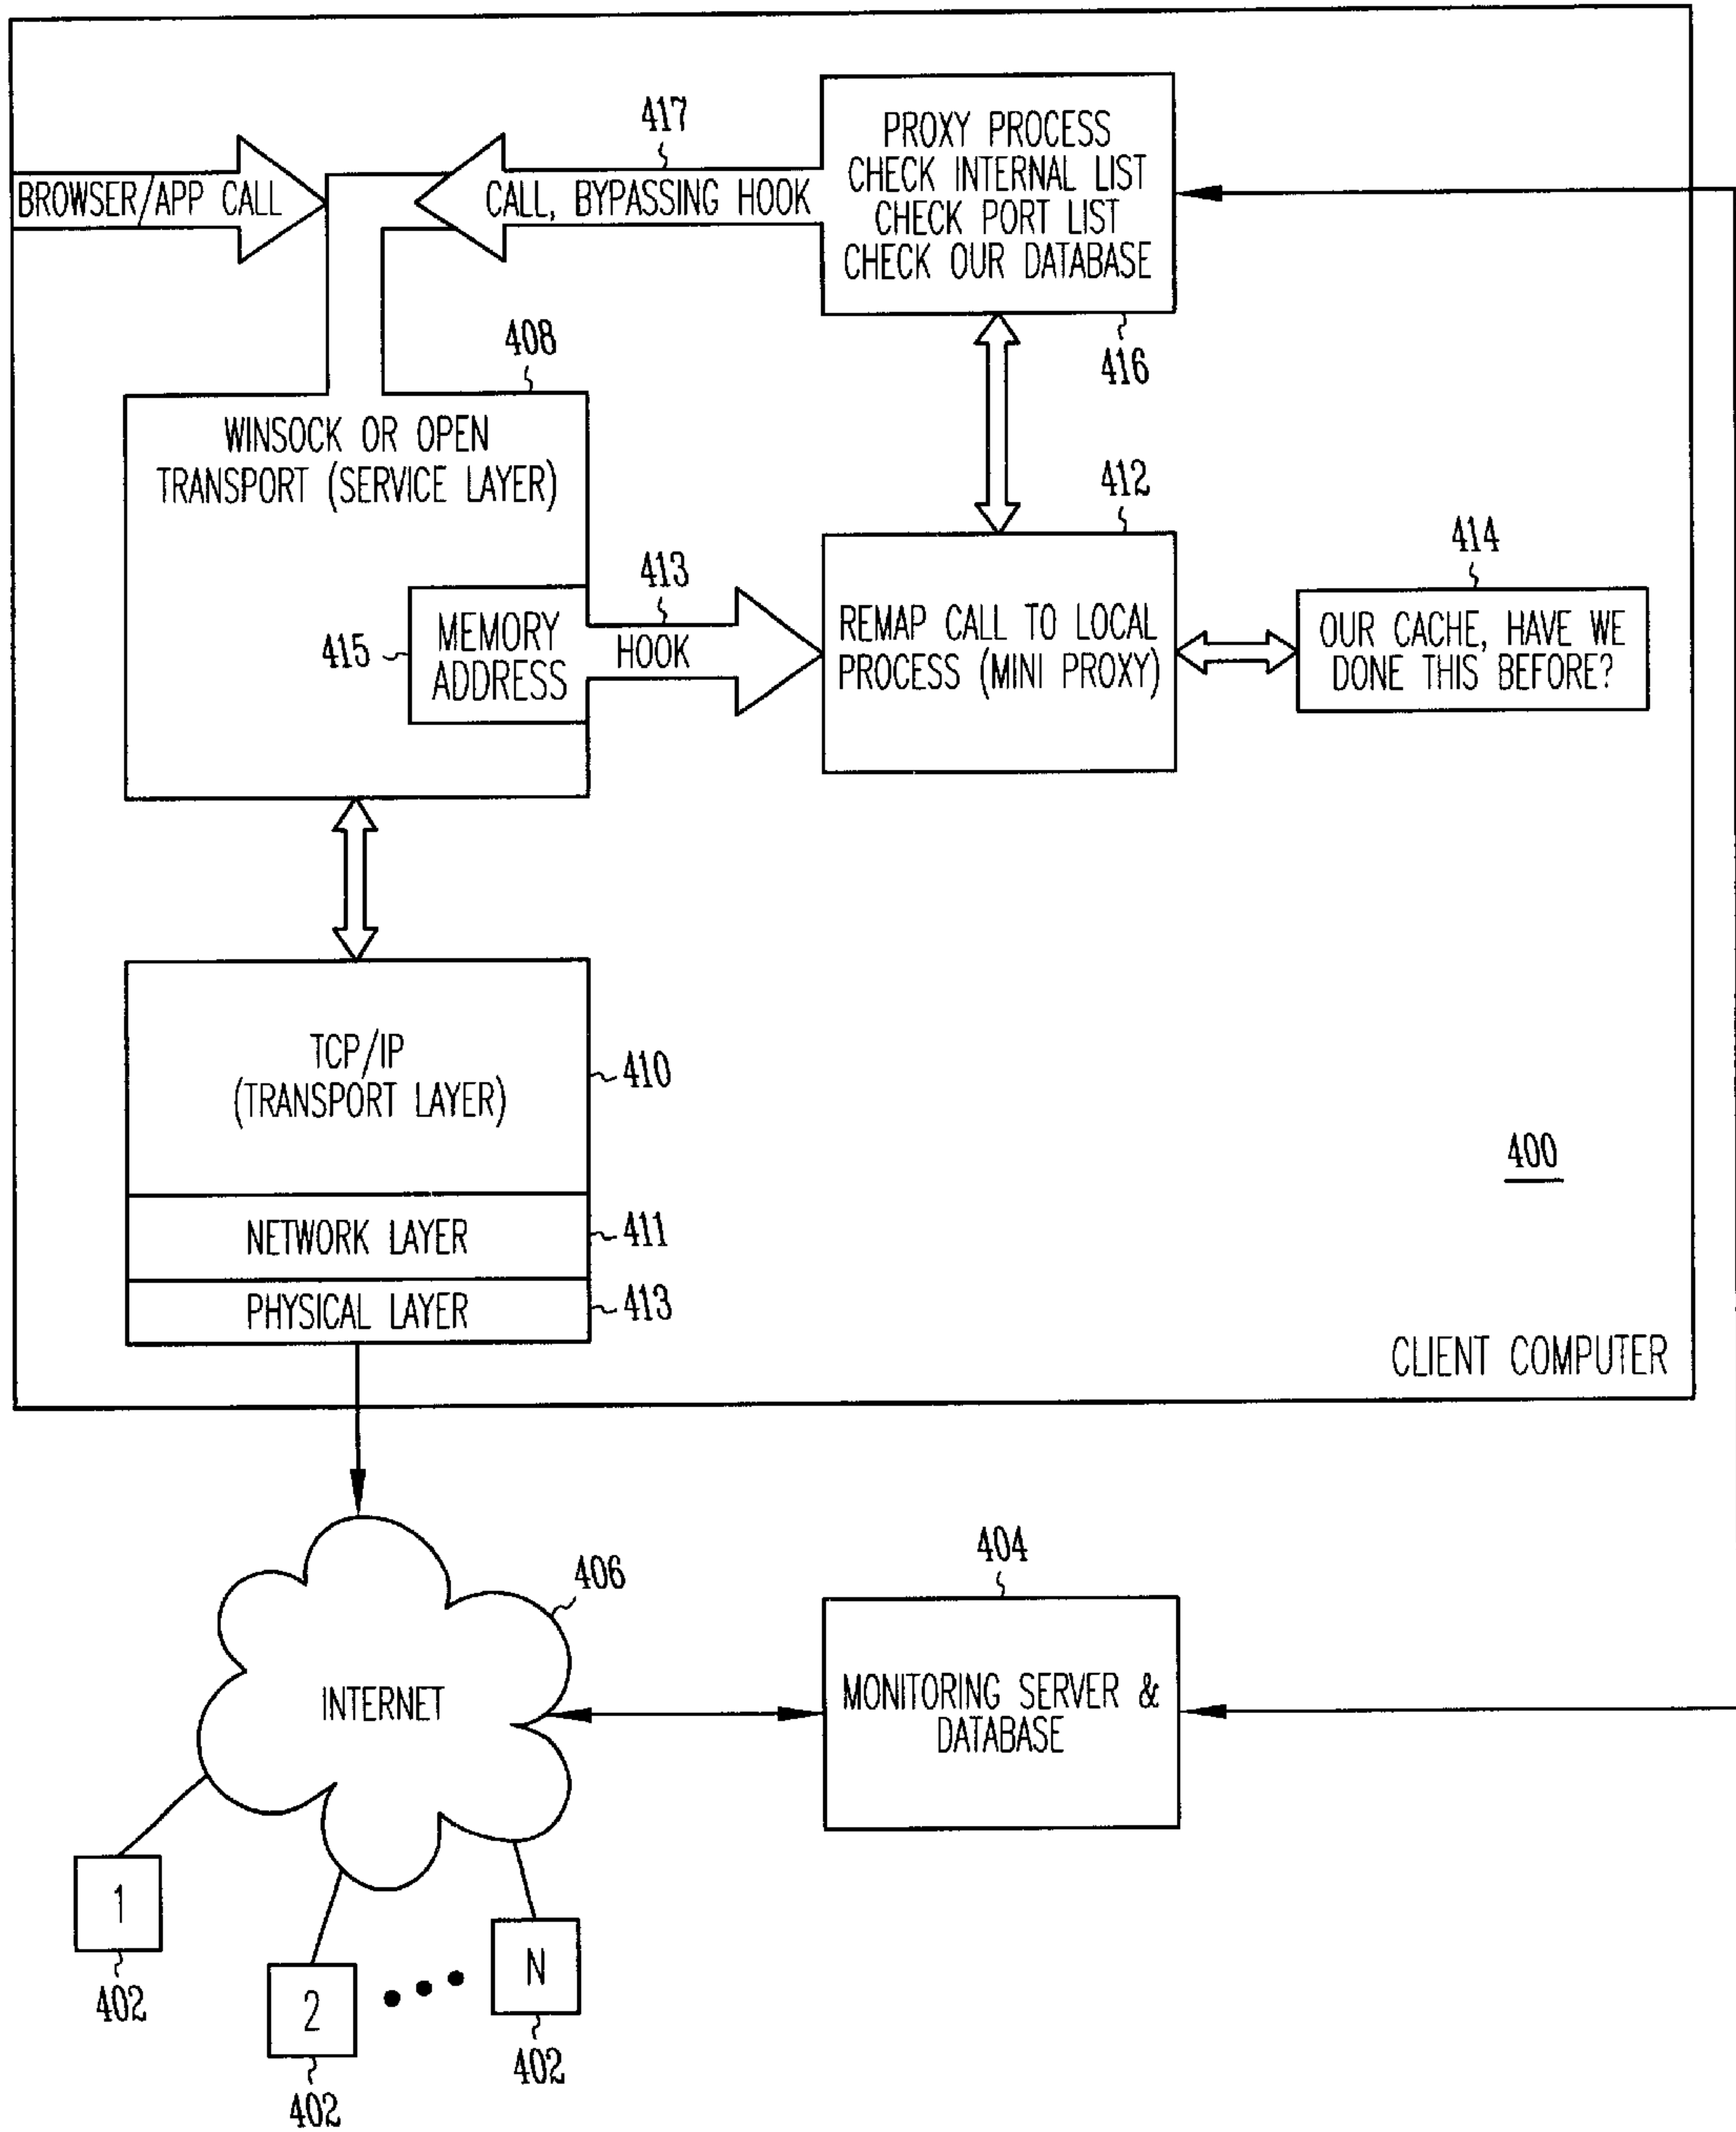 417
PROXY PROCESS
CHECK INTERNAL LIST
CHECK PORT LIST
CHECK OUR DATABASE
BROWSER/APP CALL
CALL, BYPASSING HOOK
416
408
WINSOCK OR OPEN
TRANSPORT (SERVICE LAYER)
412
414
413
MEMORY
ADDRESS
415
HOOK
REMAP CALL TO LOCAL
PROCESS (MINI PROXY)
OUR CACHE, HAVE WE
DONE THIS BEFORE?
TCP/IP
(TRANSPORT LAYER)
410
400
NETWORK LAYER
411
PHYSICAL LAYER
413
CLIENT COMPUTER
404
406
INTERNET
MONITORING SERVER &
DATABASE
1
402
2
402
N
402